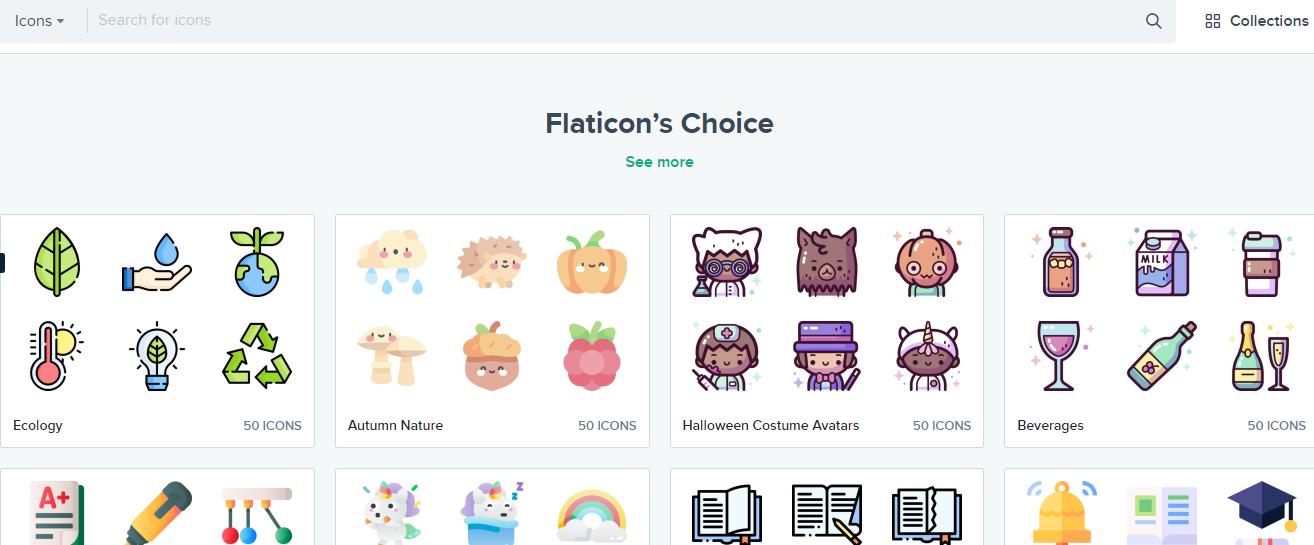 Icons
Search for icons
Collections
Flaticon’s Choice
See more
MILK
Ecology
50 ICONS
Autumn Nature
50 ICONS
Halloween Costume Avatars
50 ICONS
Beverages
50 ICONS
A+
z
z
z